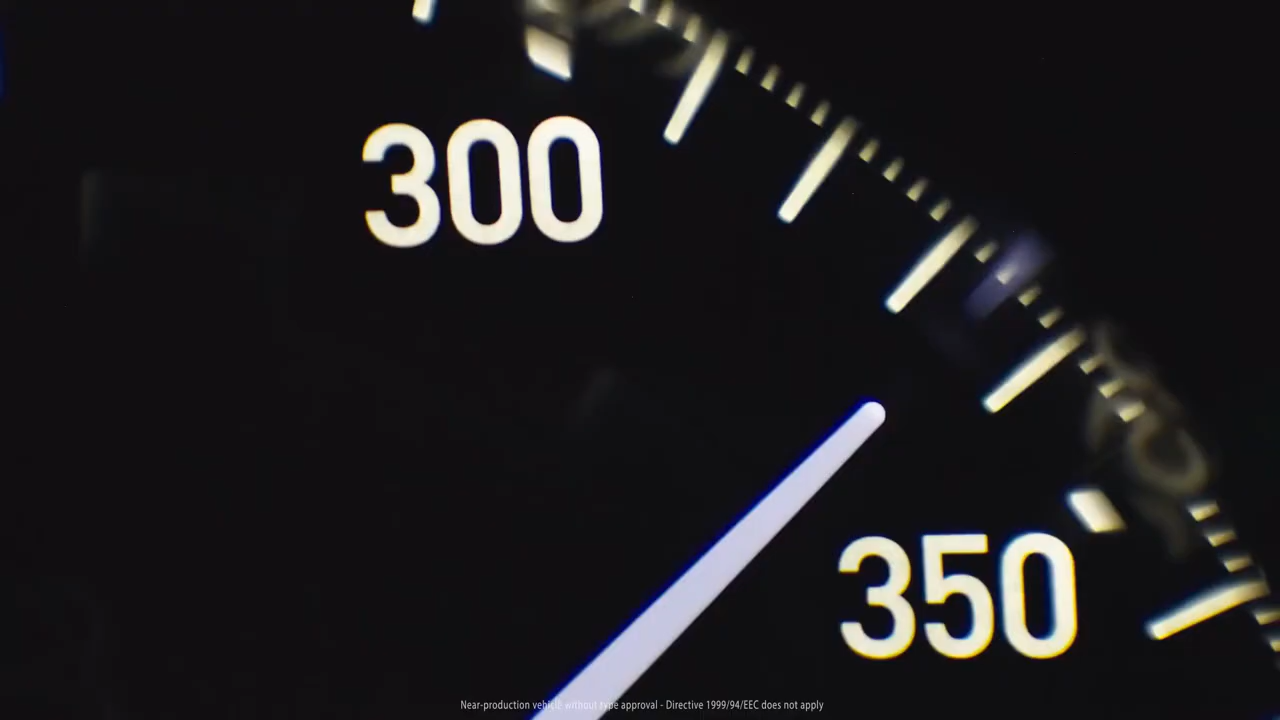 300
350
Near-production vehicle without type approval - Directive 1999/94/EEC does not apply